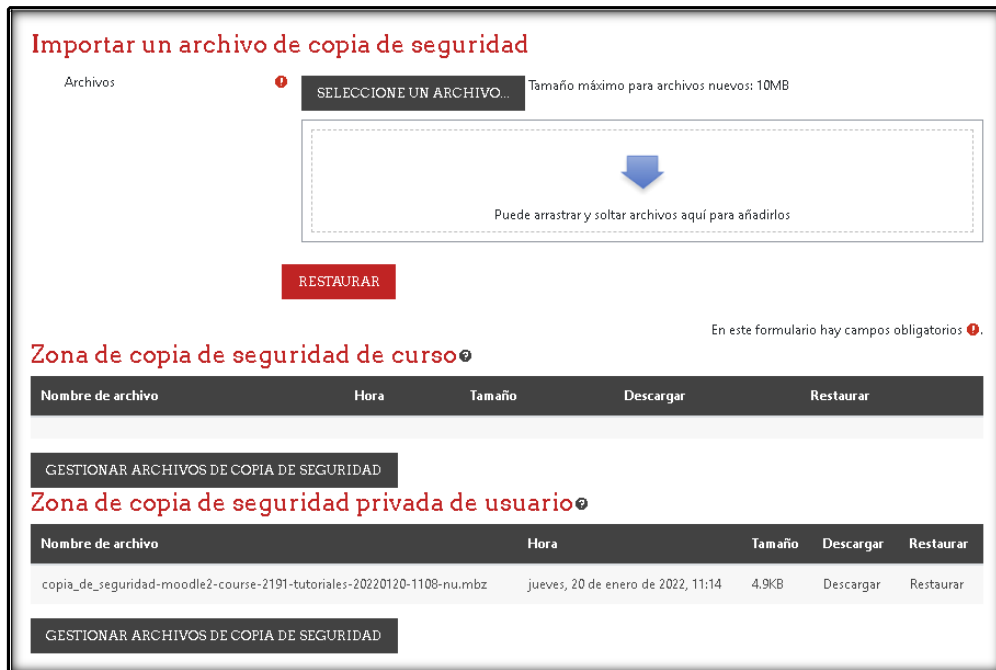 Importar un archivo de copia de seguridad
Archivos
SELECCIONE UN ARCHIVO...
Tamaño máximo para archivos nuevos: 10MB
Puede arrastrar y soltar archivos aquí para añadirlos
RESTAURAR
En este formulario hay campos obligatorios .
Zona de copia de seguridad de curso
Nombre de archivo Hora Tamaño Descargar Restaurar
GESTIONAR ARCHIVOS DE COPIA DE SEGURIDAD
Zona de copia de seguridad privada de usuario
Nombre de archivo Hora Tamaño Descargar Restaurar
copia_de_seguridad-moodle2-course-2191-tutoriales-20220120-1108-nu.mbz jueves, 20 de enero de 2022, 11:14 4.9KB Descargar Restaurar
GESTIONAR ARCHIVOS DE COPIA DE SEGURIDAD